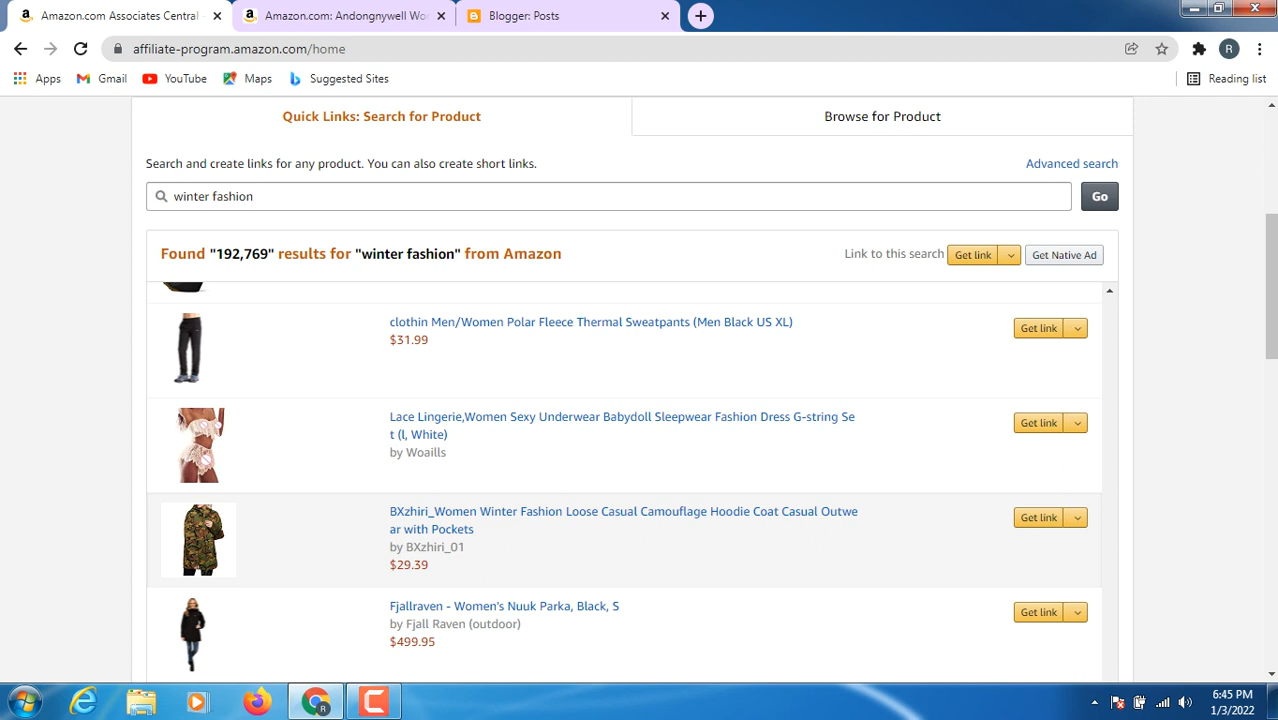 Amazon.com Associates Central -
Amazon.com: Andongnywell Wo
Blogger: Posts
affiliate-program.amazon.com/home
R
Apps
Gmail
YouTube
Maps
Suggested Sites
Reading list
Quick Links: Search for Product
Browse for Product
Search and create links for any product. You can also create short links.
Advanced search
winter fashion
Go
Found "192,769" results for "winter fashion" from Amazon
Link to this search
Get link
Get Native Ad
clothin Men/Women Polar Fleece Thermal Sweatpants (Men Black US XL)
$31.99
Get link
Lace Lingerie,Women Sexy Underwear Babydoll Sleepwear Fashion Dress G-string Se
t (l, White)
by Woaills
Get link
BXzhiri_Women Winter Fashion Loose Casual Camouflage Hoodie Coat Casual Outwe
ar with Pockets
by BXzhiri_01
$29.39
Get link
Fjallraven - Women's Nuuk Parka, Black, S
by Fjall Raven (outdoor)
$499.95
Get link
6:45 PM
1/3/2022